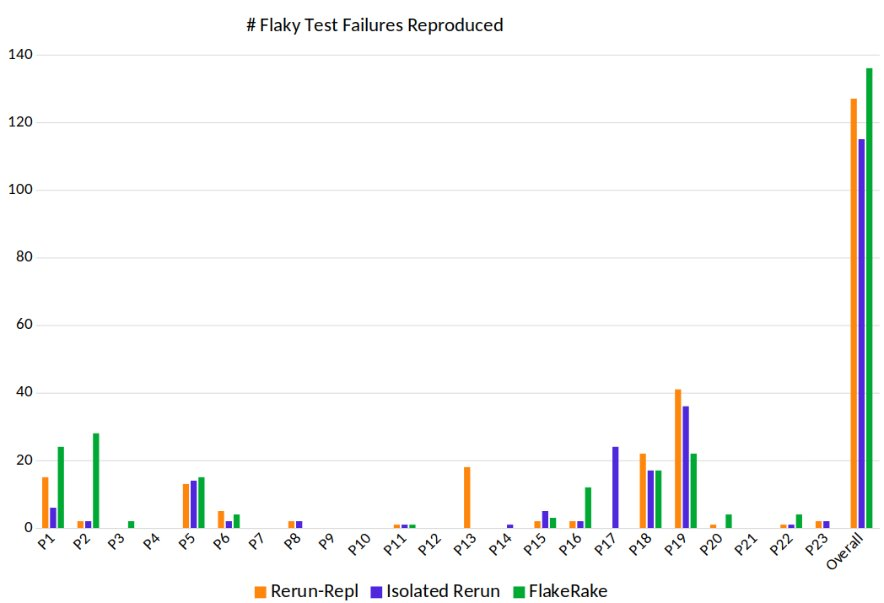 # Flaky Test Failures Reproduced
140
120
100
80
60
40
20
0
P1 P2 P3 P4 P5 P6 P7 P8 P9 P10 P11 P12 P13 P14 P15 P16 P17 P18 P19 P20 P21 P22 P23 Overall
Rerun-Repl Isolated Rerun FlakeRake